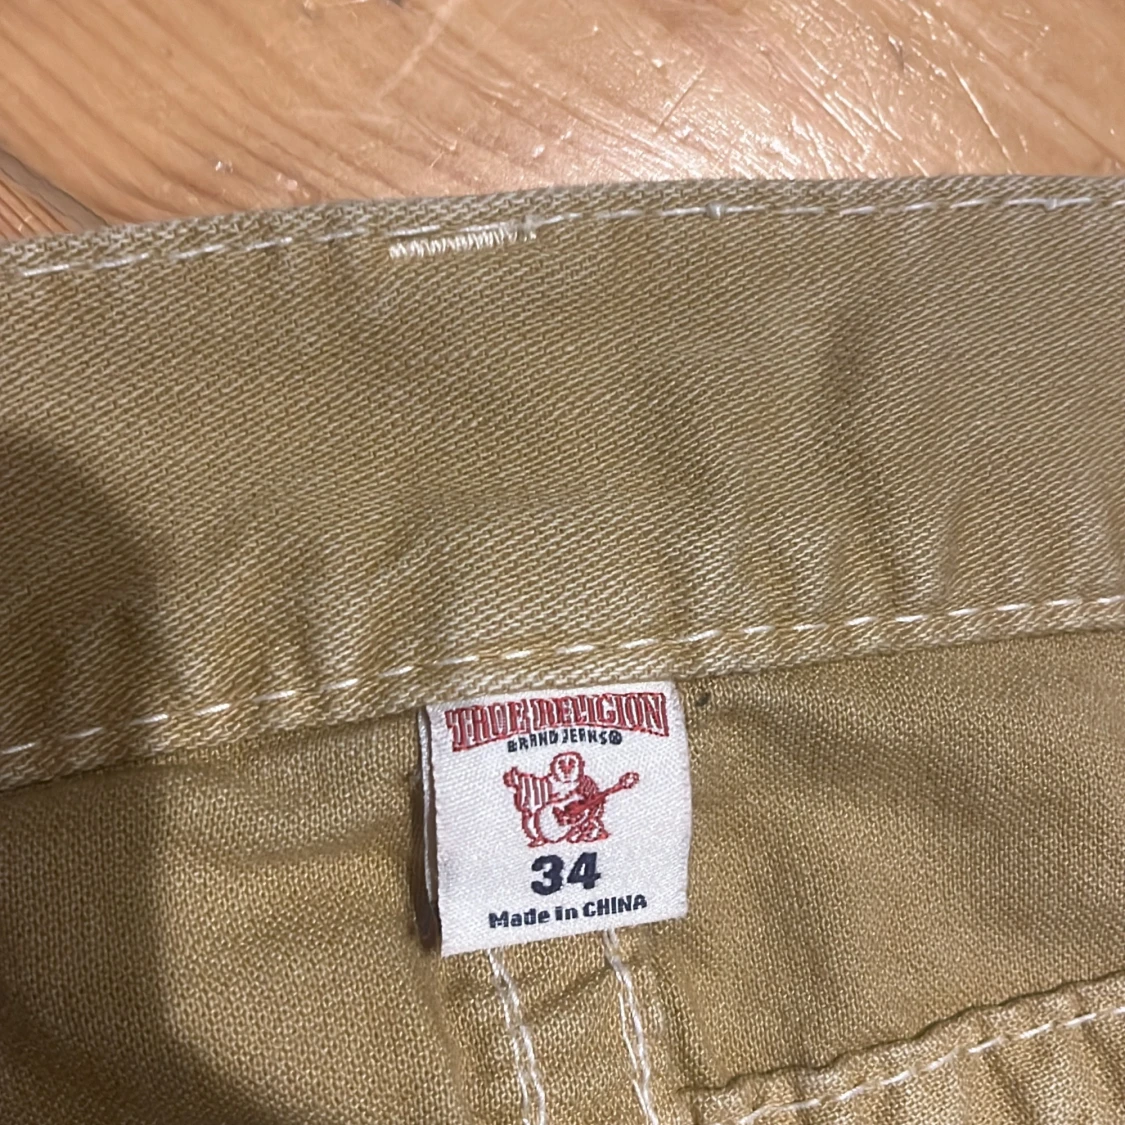 TRUE RELIGION
BRAND JEANS®
34
Made in CHINA